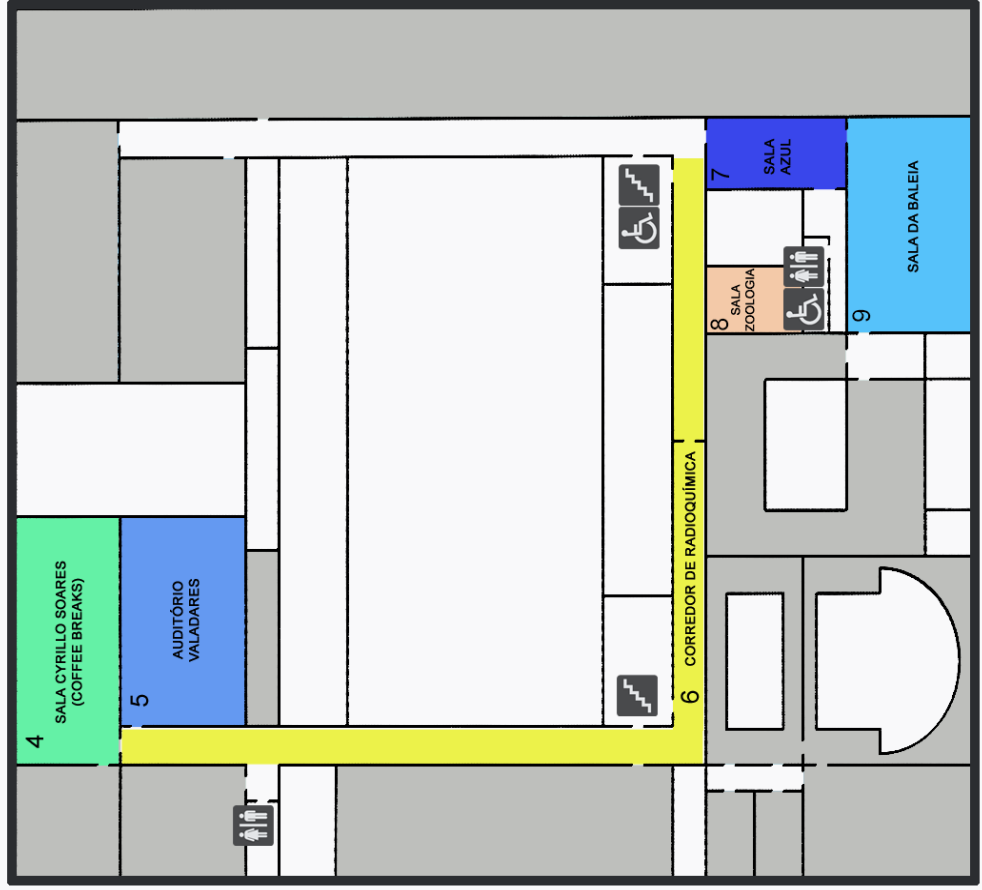 4
SALA CYRILLO SOARES
(COFFEE BREAKS)
5
AUDITÓRIO
VALADARES
6
CORREDOR DE RADIOQUÍMICA
7
SALA
AZUL
8
SALA
ZOOLOGIA
9
SALA DA BALEIA